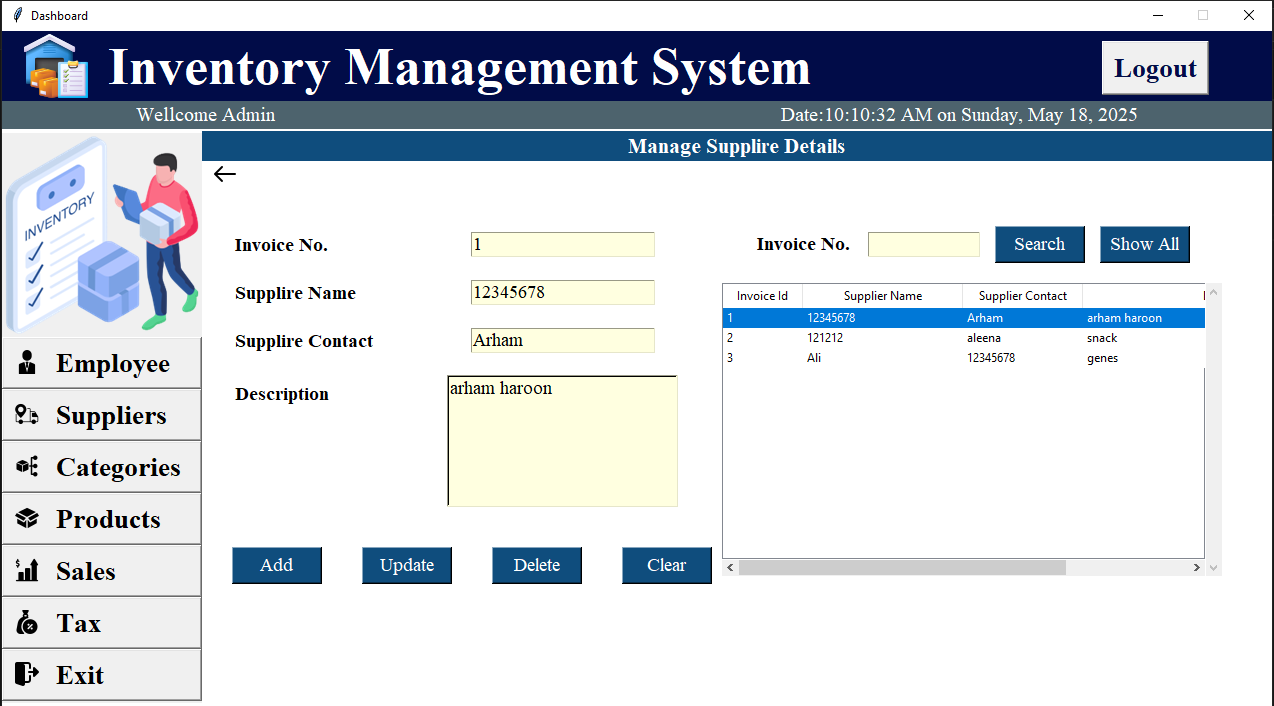 Dashboard
Inventory Management System
Logout
Wellcome Admin
Date:10:10:32 AM on Sunday, May 18, 2025
INVENTORY
Manage Supplire Details
Invoice No. 1
Supplire Name 12345678
Supplire Contact Arham
Description arham haroon
Add Update Delete Clear
Invoice No. Search Show All
Invoice Id Supplier Name Supplier Contact
1 12345678 Arham arham haroon
2 121212 aleena snack
3 Ali 12345678 genes
Employee
Suppliers
Categories
Products
Sales
Tax
Exit